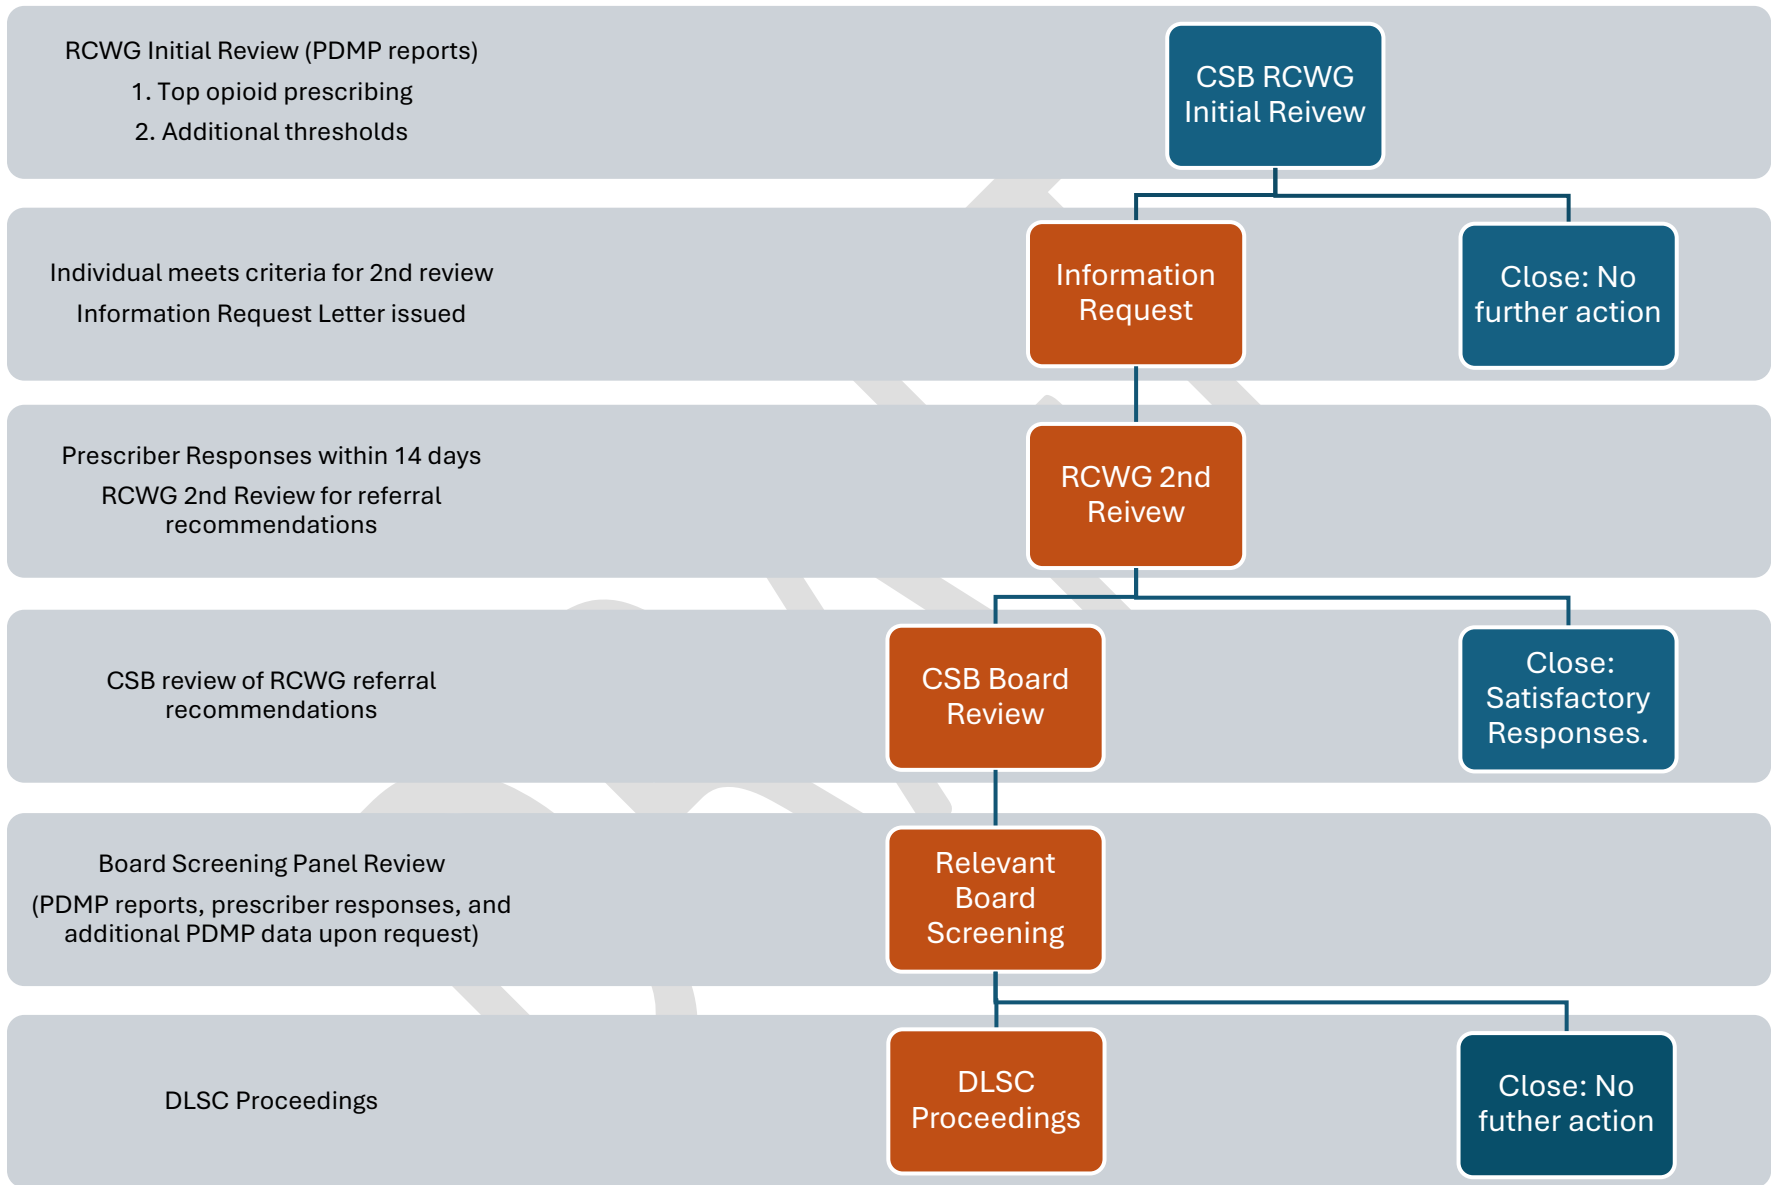 RCWG Initial Review (PDMP reports)
1. Top opioid prescribing
2. Additional thresholds
CSB RCWG
Initial Reivew
Individual meets criteria for 2nd review
Information Request Letter issued
Information
Request
Close: No
further action
Prescriber Responses within 14 days
RCWG 2nd Review for referral
recommendations
RCWG 2nd
Reivew
CSB review of RCWG referral
recommendations
CSB Board
Review
Close:
Satisfactory
Responses.
Board Screening Panel Review
(PDMP reports, prescriber responses, and
additional PDMP data upon request)
Relevant
Board
Screening
DLSC Proceedings
DLSC
Proceedings
Close: No
futher action